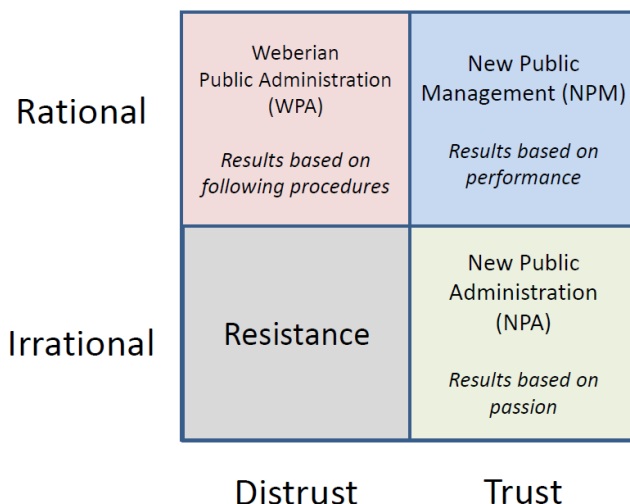 Rational
Weberian
Public Administration
(WPA)
Results based on
following procedures
New Public
Management (NPM)
Results based on
performance
Irrational
Resistance
New Public
Administration
(NPA)
Results based on
passion
Distrust
Trust